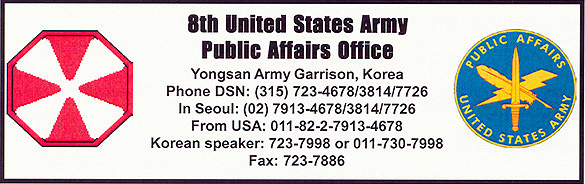 8th United States Army
Public Affairs Office
Yongsan Army Garrison, Korea
Phone DSN: (315) 723-4678/3814/7726
In Seoul: (02) 7913-4678/3814/7726
From USA: 011-82-2-7913-4678
Korean speaker: 723-7998 or 011-730-7998
Fax: 723-7886
PUBLIC AFFAIRS
UNITED STATES ARMY